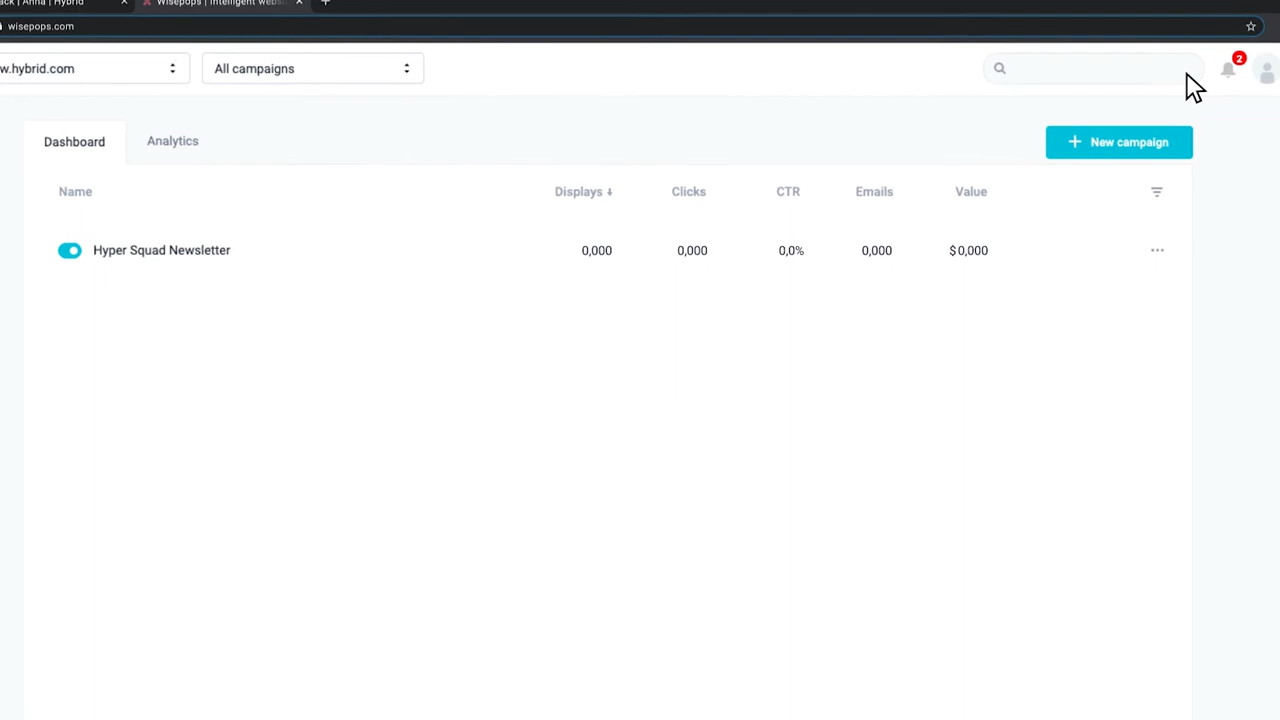 ack | Anna | Hybrid
Wisepops | Intelligent websi
wisepops.com
w.hybrid.com
All campaigns
2
Dashboard
Analytics
+ New campaign
Name Displays ↓ Clicks CTR Emails Value
Hyper Squad Newsletter 0,000 0,000 0,0% 0,000 $0,000